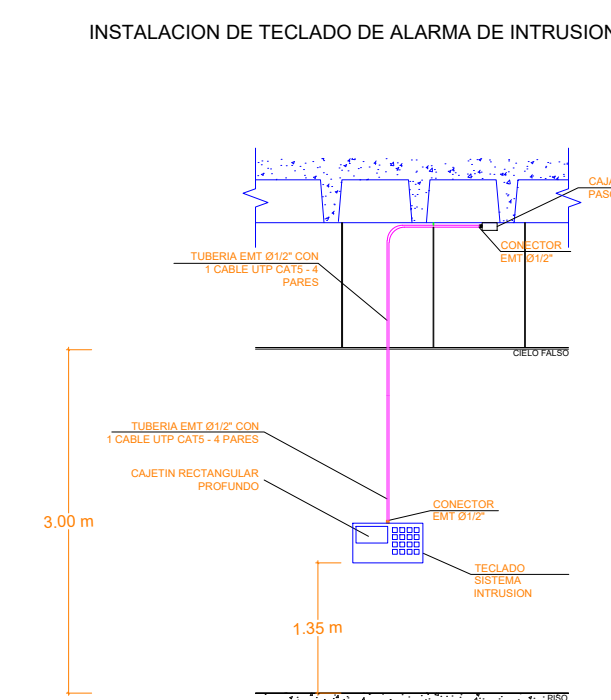 INSTALACION DE TECLADO DE ALARMA DE INTRUSION
CAJA
PASO
TUBERIA EMT Ø1/2" CON
1 CABLE UTP CAT5 - 4
PARES
CONECTOR
EMT Ø1/2"
CIELO FALSO
TUBERIA EMT Ø1/2" CON
1 CABLE UTP CAT5 - 4 PARES
CAJETIN RECTANGULAR
PROFUNDO
CONECTOR
EMT Ø1/2"
3.00 m
TECLADO
SISTEMA
INTRUSION
1.35 m
PISO